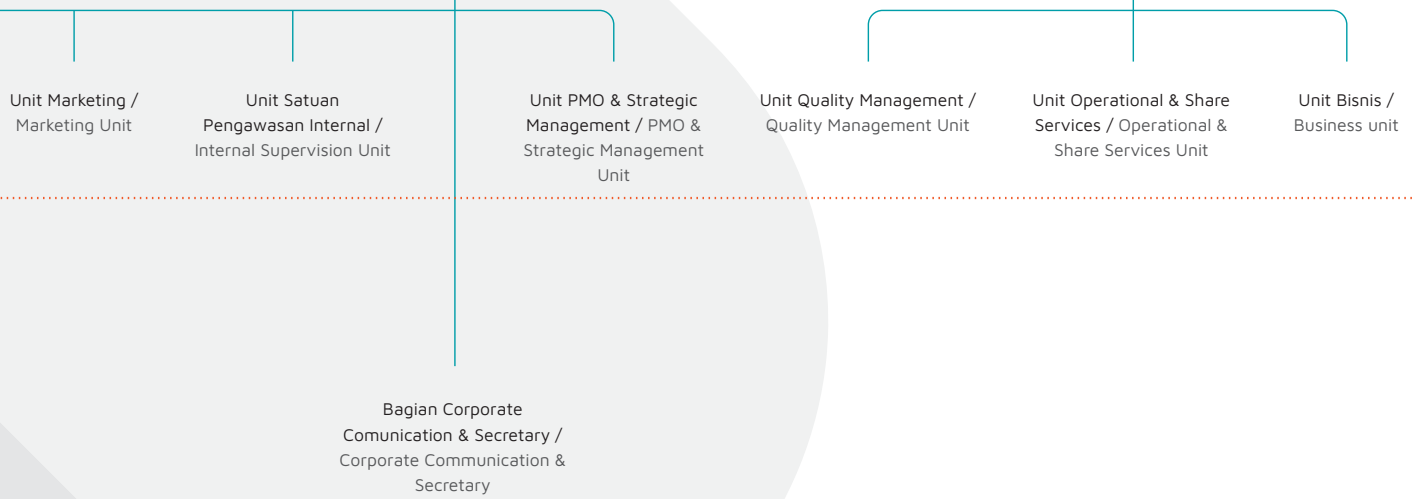 Unit Marketing /
Marketing Unit
Unit Satuan
Pengawasan Internal /
Internal Supervision Unit
Unit PMO & Strategic
Management / PMO &
Strategic Management
Unit
Unit Quality Management /
Quality Management Unit
Unit Operational & Share
Services / Operational &
Share Services Unit
Unit Bisnis /
Business unit
Bagian Corporate
Comunication & Secretary /
Corporate Communication &
Secretary